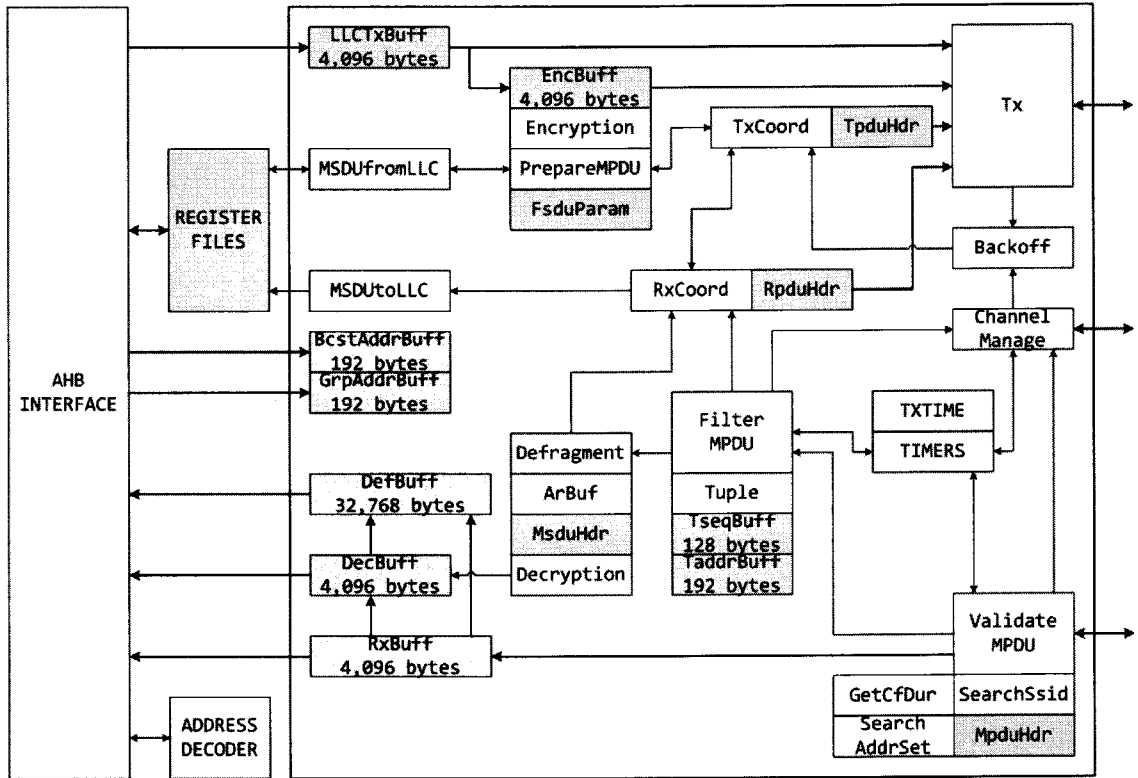 LLCTxBuff
4,096 bytes
EncBuff
4,096 bytes
Encryption
PrepareMPDU
FsduParam
Tx
TxCoord
TpduHdr
MSDUfromLLC
REGISTER
FILES
Backoff
MSDUtoLLC
RxCoord
RpduHdr
Channel
Manage
BcstAddrBuff
192 bytes
GrpAddrBuff
192 bytes
AHB
INTERFACE
TXTIME
TIMERS
Filter
MPDU
Tuple
TseqBuff
128 bytes
TaddrBuff
192 bytes
Defragment
ArBuf
MsduHdr
Decryption
DefBuff
32,768 bytes
DecBuff
4,096 bytes
RxBuff
4,096 bytes
Validate
MPDU
GetCfDur
SearchSsid
Search
AddrSet
MpduHdr
ADDRESS
DECODER